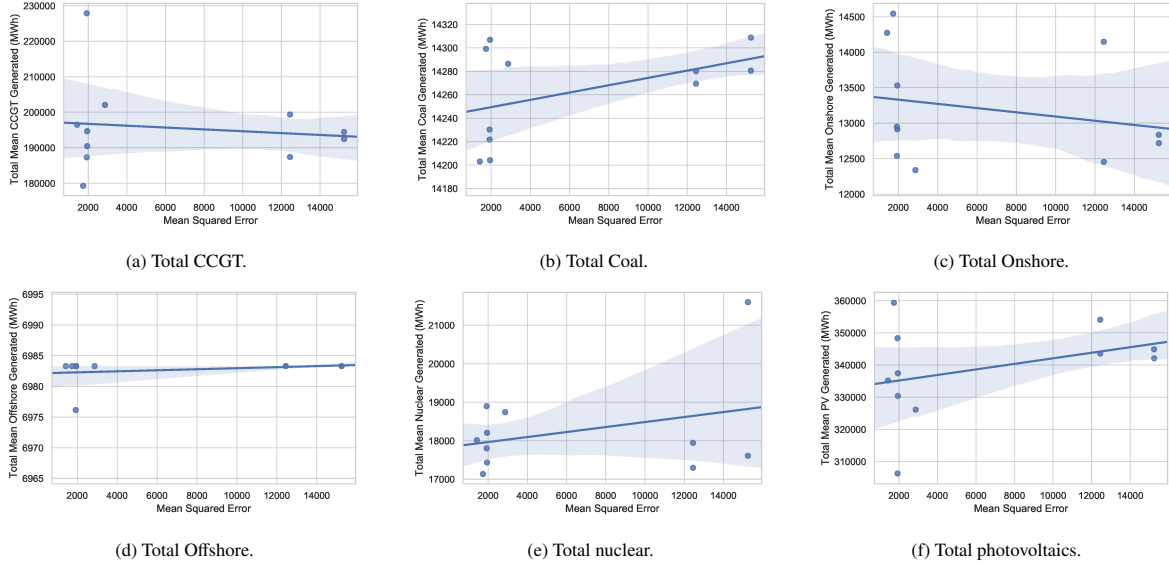 Total Mean CCGT Generated (MWh)
230000
220000
210000
200000
190000
180000
2000 4000 6000 8000 10000 12000 14000
Mean Squared Error
(a) Total CCGT.
Total Mean Coal Generated (MWh)
14320
14300
14280
14260
14240
14220
14200
14180
2000 4000 6000 8000 10000 12000 14000
Mean Squared Error
(b) Total Coal.
Total Mean Onshore Generated (MWh)
14500
14000
13500
13000
12500
12000
2000 4000 6000 8000 10000 12000 14000
Mean Squared Error
(c) Total Onshore.
Total Mean Offshore Generated (MWh)
6995
6990
6985
6980
6975
6970
6965
2000 4000 6000 8000 10000 12000 14000
Mean Squared Error
(d) Total Offshore.
Total Mean Nuclear Generated (MWh)
21000
20000
19000
18000
17000
2000 4000 6000 8000 10000 12000 14000
Mean Squared Error
(e) Total nuclear.
Total Mean PV Generated (MWh)
360000
350000
340000
330000
320000
310000
2000 4000 6000 8000 10000 12000 14000
Mean Squared Error
(f) Total photovoltaics.